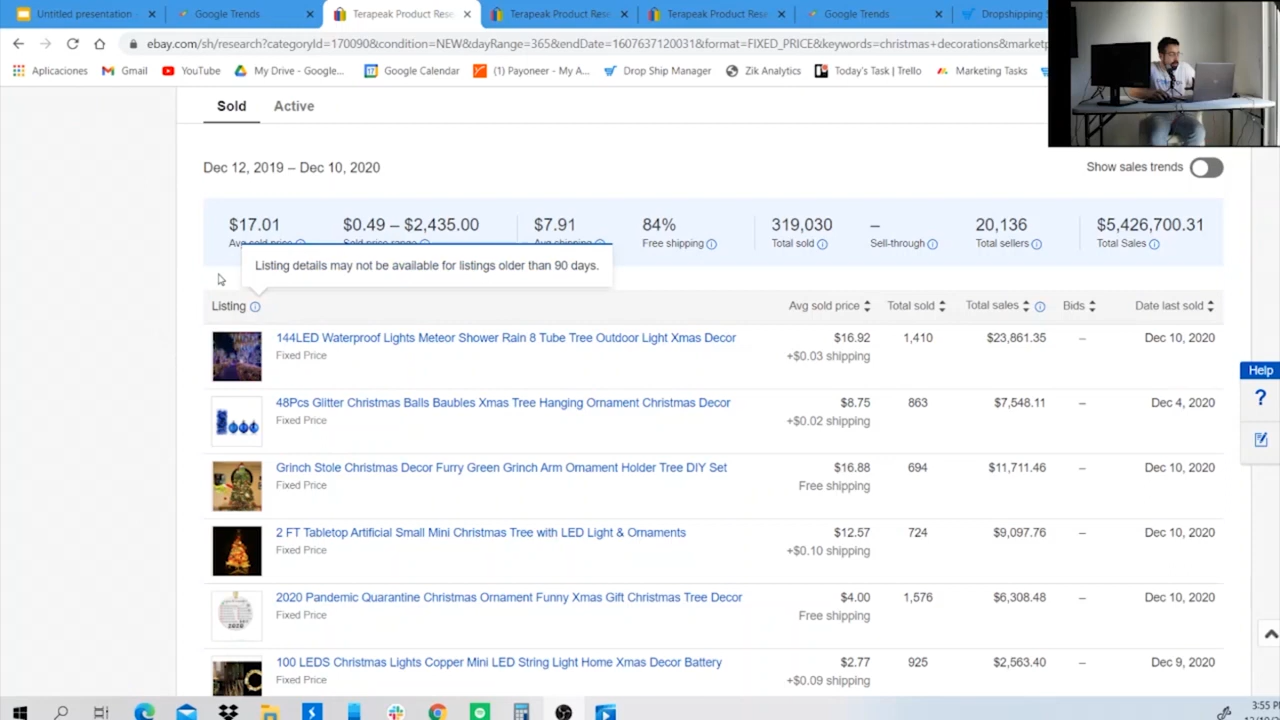 Untitled presentation
Google Trends
Terapeak Product Rese
Terapeak Product Rese
Terapeak Product Rese
Google Trends
Dropshipping
ebay.com/sh/research?categoryId=170090&condition=NEW&dayRange=365&endDate=1607637120031&format=FIXED_PRICE&keywords=christmas+decorations&marketp
Aplicaciones
Gmail
YouTube
My Drive - Google...
Google Calendar
(1) Payoneer - My A...
Drop Ship Manager
Zik Analytics
Today's Task | Trello
Marketing Tasks
Sold
Active
Dec 12, 2019 – Dec 10, 2020
Show sales trends
$17.01 $0.49 – $2,435.00 $7.91 84% 319,030 – 20,136 $5,426,700.31
Avg sold price Sold price range Avg shipping Free shipping Total sold Sell-through Total sellers Total Sales
Listing details may not be available for listings older than 90 days.
Listing Avg sold price Total sold Total sales Bids Date last sold
144LED Waterproof Lights Meteor Shower Rain 8 Tube Tree Outdoor Light Xmas Decor $16.92 1,410 $23,861.35 – Dec 10, 2020
Fixed Price +$0.03 shipping
48Pcs Glitter Christmas Balls Baubles Xmas Tree Hanging Ornament Christmas Decor $8.75 863 $7,548.11 – Dec 4, 2020
Fixed Price +$0.02 shipping
Grinch Stole Christmas Decor Furry Green Grinch Arm Ornament Holder Tree DIY Set $16.88 694 $11,711.46 – Dec 10, 2020
Fixed Price Free shipping
2 FT Tabletop Artificial Small Mini Christmas Tree with LED Light & Ornaments $12.57 724 $9,097.76 – Dec 10, 2020
Fixed Price +$0.10 shipping
2020 Pandemic Quarantine Christmas Ornament Funny Xmas Gift Christmas Tree Decor $4.00 1,576 $6,308.48 – Dec 10, 2020
Fixed Price Free shipping
100 LEDS Christmas Lights Copper Mini LED String Light Home Xmas Decor Battery $2.77 925 $2,563.40 – Dec 9, 2020
Fixed Price +$0.09 shipping
Help
?
3:55 P